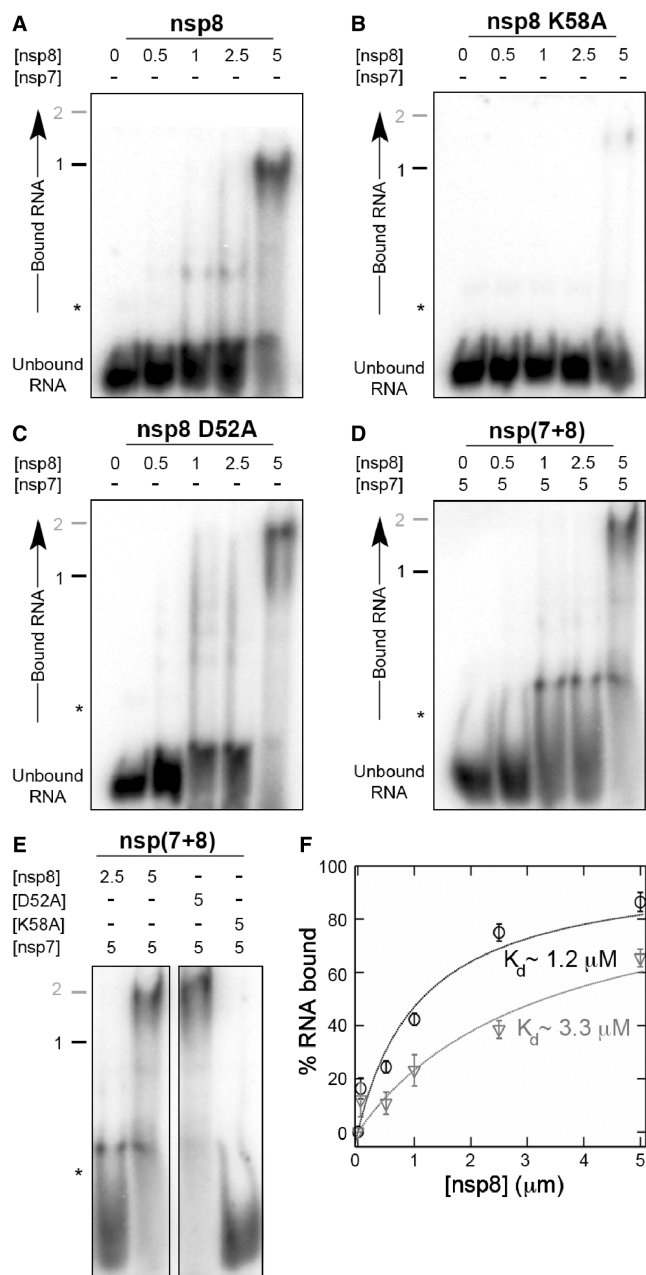 A
nsp8
[nsp8] 0 0.5 1 2.5 5
[nsp7] - - - - -
2
1
Bound RNA
*
Unbound
RNA
B
nsp8 K58A
[nsp8] 0 0.5 1 2.5 5
[nsp7] - - - - -
2
1
Bound RNA
*
Unbound
RNA
C
nsp8 D52A
[nsp8] 0 0.5 1 2.5 5
[nsp7] - - - - -
2
1
Bound RNA
*
Unbound
RNA
D
nsp(7+8)
[nsp8] 0 0.5 1 2.5 5
[nsp7] 5 5 5 5 5
2
1
Bound RNA
*
Unbound
RNA
E
nsp(7+8)
[nsp8] 2.5 5 - -
[D52A] - - 5 -
[K58A] - - - 5
[nsp7] 5 5 5 5
2
1
*
F
% RNA bound
100
80
60
40
20
0
Kd~ 1.2 μM
Kd~ 3.3 μM
0 1 2 3 4 5
[nsp8] (μm)